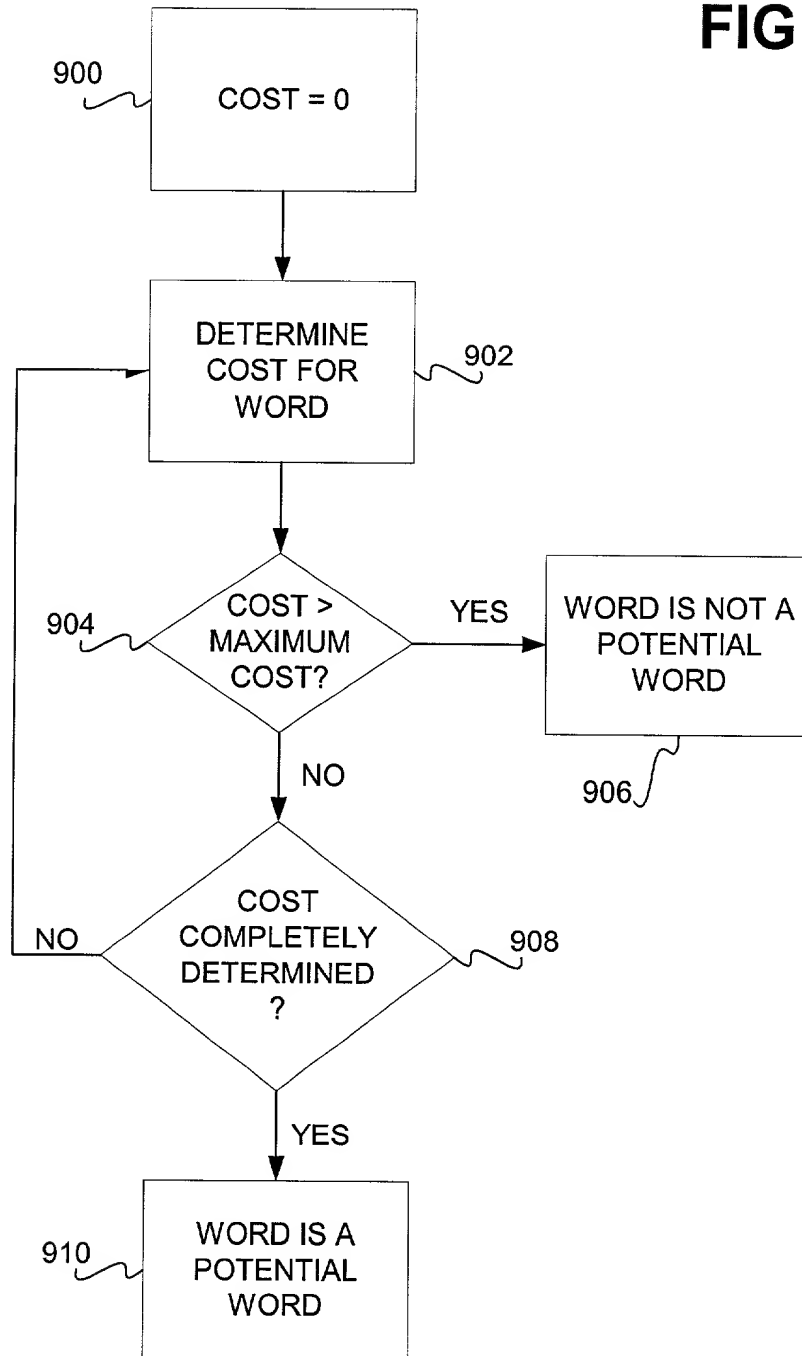 FIG
900
COST = 0
DETERMINE
COST FOR
WORD
902
904
COST >
MAXIMUM
COST?
YES
WORD IS NOT A
POTENTIAL
WORD
906
NO
COST
COMPLETELY
DETERMINED
?
NO
908
YES
910
WORD IS A
POTENTIAL
WORD